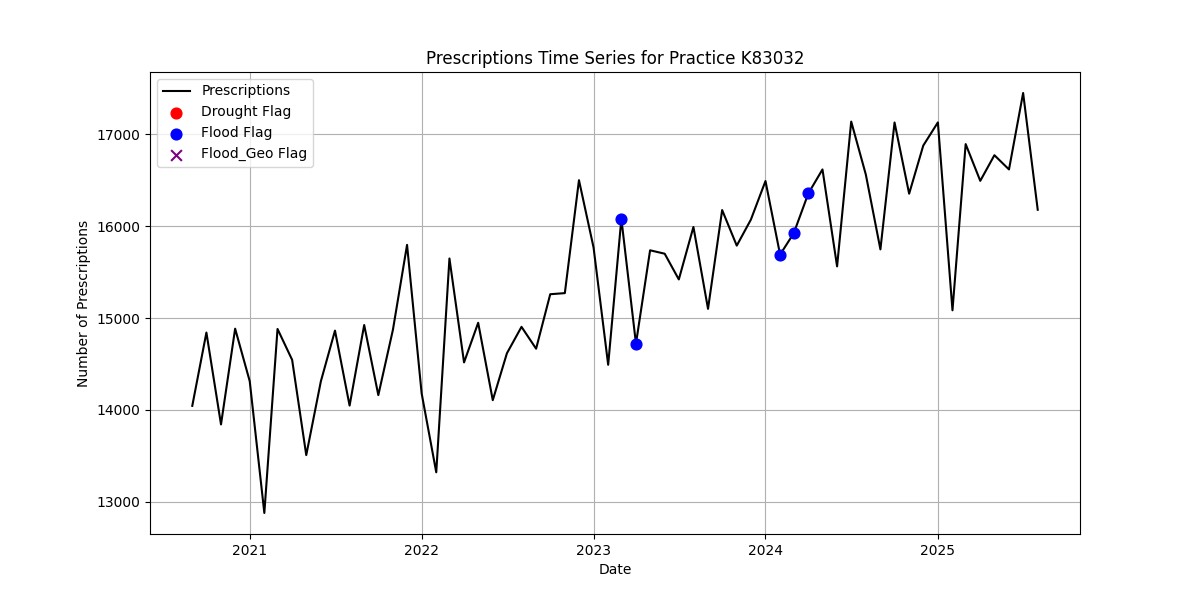 Prescriptions Time Series for Practice K83032
Prescriptions
Drought Flag
Flood Flag
Flood_Geo Flag
Number of Prescriptions
17000
16000
15000
14000
13000
2021
2022
2023
2024
2025
Date